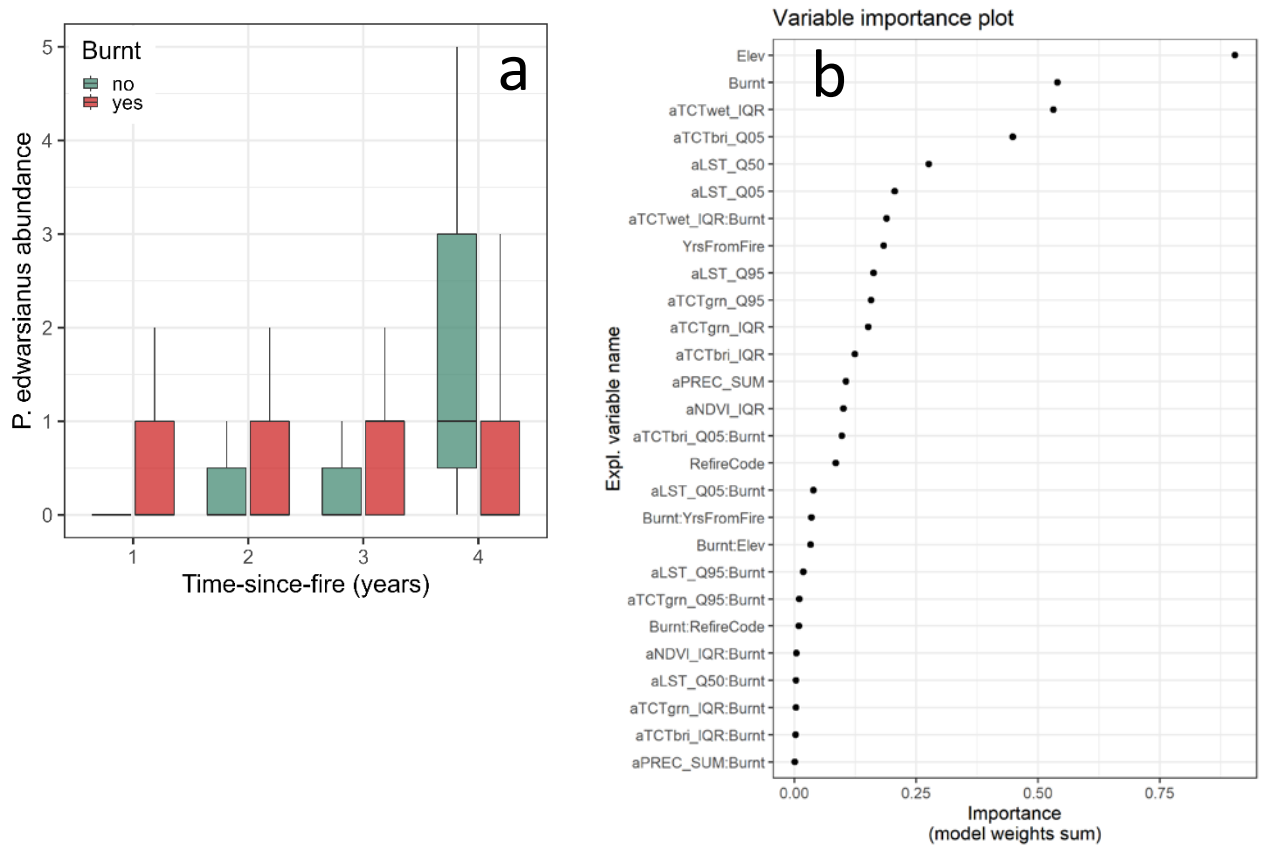 Burnt
no
yes
a
5
4
3
2
1
0
P. edwarsianus abundance
1
2
3
4
Time-since-fire (years)
Variable importance plot
b
Expl. variable name
Elev
Burnt
aTCTwet_IQR
aTCTbri_Q05
aLST_Q50
aLST_Q05
aTCTwet_IQR:Burnt
YrsFromFire
aLST_Q95
aTCTgrn_Q95
aTCTgrn_IQR
aTCTbri_IQR
aPREC_SUM
aNDVI_IQR
aTCTbri_Q05:Burnt
RefireCode
aLST_Q05:Burnt
Burnt:YrsFromFire
Burnt:Elev
aLST_Q95:Burnt
aTCTgrn_Q95:Burnt
Burnt:RefireCode
aNDVI_IQR:Burnt
aLST_Q50:Burnt
aTCTgrn_IQR:Burnt
aTCTbri_IQR:Burnt
aPREC_SUM:Burnt
0.00
0.25
0.50
0.75
Importance
(model weights sum)